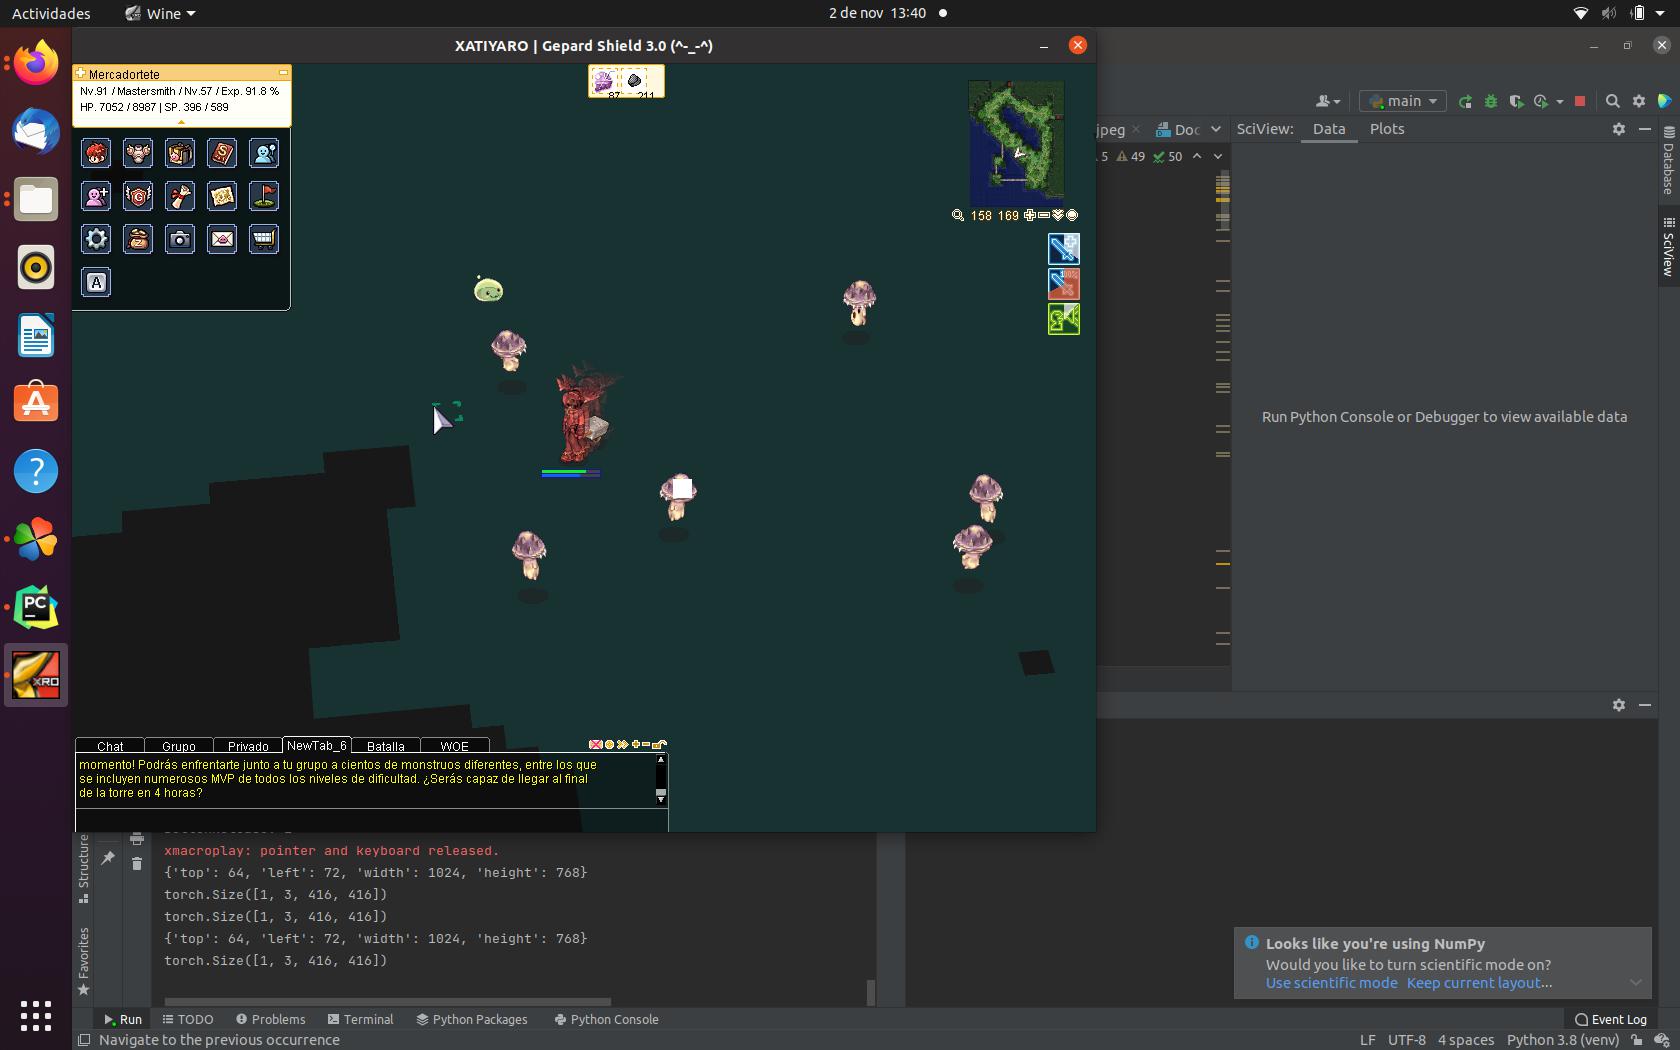 Actividades
Wine
2 de nov 13:40
XATIYARO | Gepard Shield 3.0 (^-_-^)
Mercadortete
Nv.91 / Mastersmith / Nv.57 / Exp. 91.8 %
HP. 7052 / 8987 | SP. 396 / 589
87
211
158 169
100%
A
main
jpeg
Doc
SciView:
Data
Plots
5
49
50
Database
SciView
Run Python Console or Debugger to view available data
PC
XRO
Chat
Grupo
Privado
NewTab_6
Batalla
WOE
momento! Podrás enfrentarte junto a tu grupo a cientos de monstruos diferentes, entre los que
se incluyen numerosos MVP de todos los niveles de dificultad. ¿Serás capaz de llegar al final
de la torre en 4 horas?
xmacroplay: pointer and keyboard released.
{'top': 64, 'left': 72, 'width': 1024, 'height': 768}
torch.Size([1, 3, 416, 416])
torch.Size([1, 3, 416, 416])
{'top': 64, 'left': 72, 'width': 1024, 'height': 768}
torch.Size([1, 3, 416, 416])
Structure
Favorites
Looks like you're using NumPy
Would you like to turn scientific mode on?
Use scientific mode Keep current layout...
Run
TODO
Problems
Terminal
Python Packages
Python Console
Event Log
Navigate to the previous occurrence
LF UTF-8 4 spaces Python 3.8 (venv)